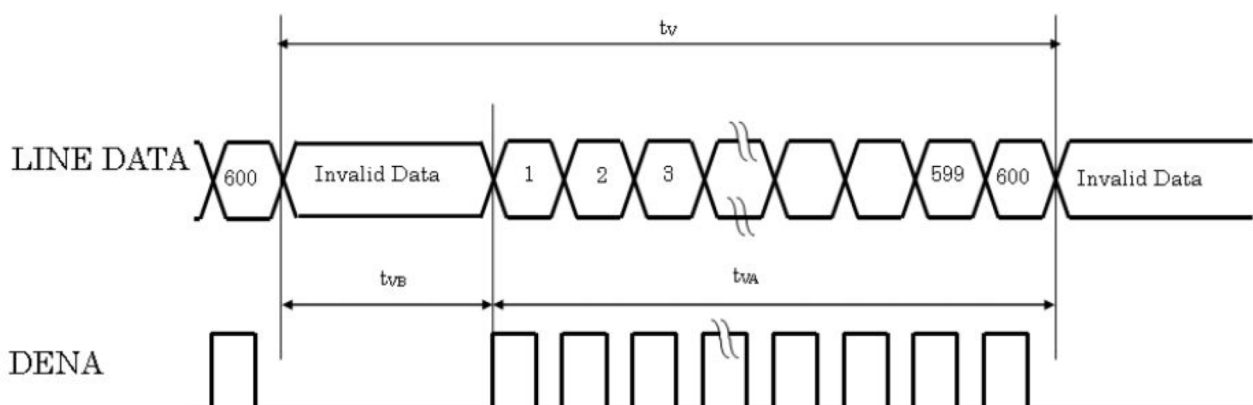 tV
LINE DATA
600
Invalid Data
1
2
3
599
600
Invalid Data
tVB
tVA
DENA